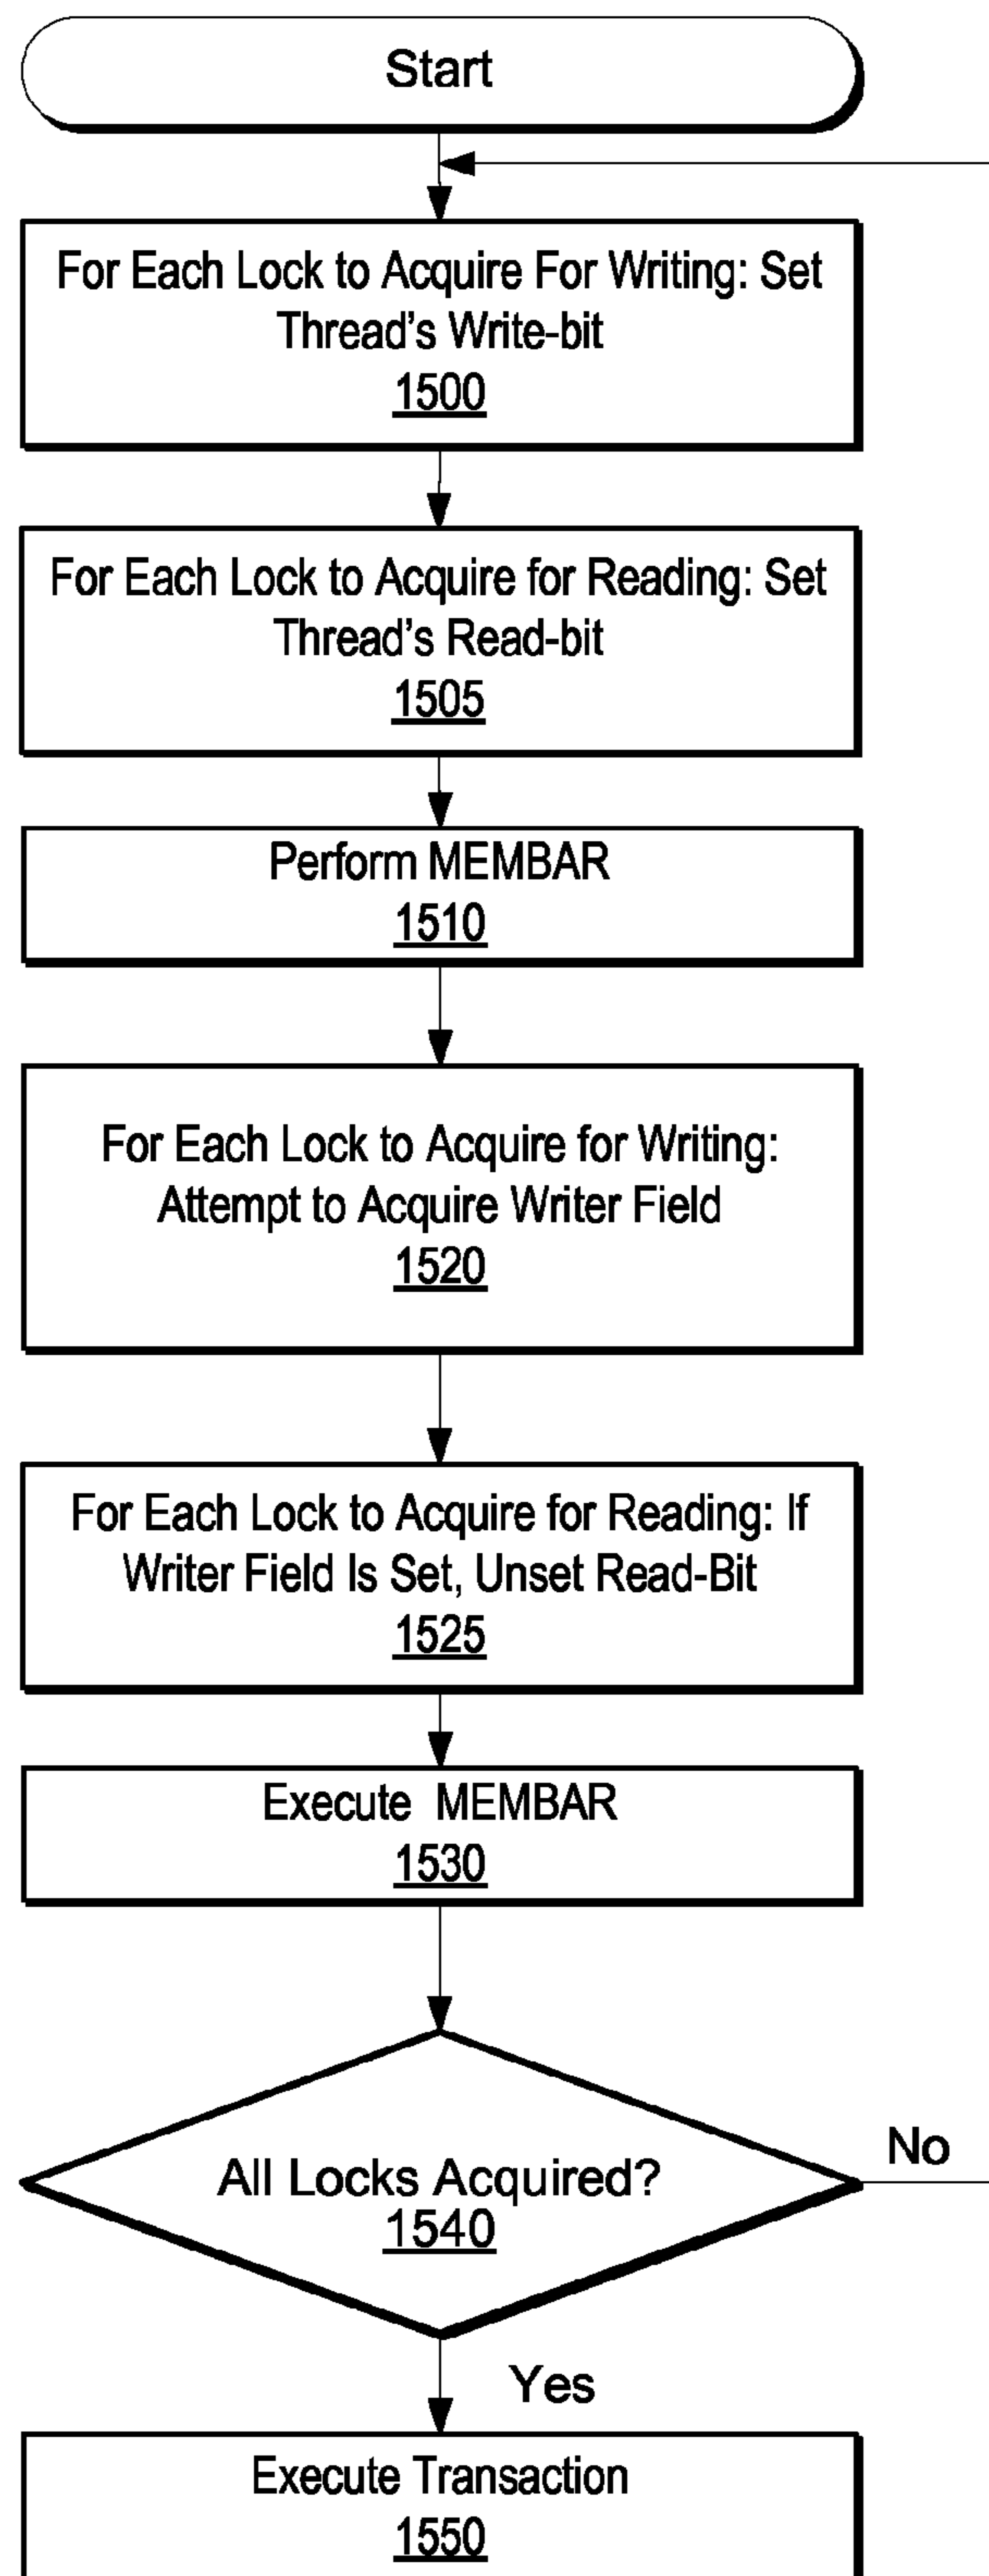 Start
For Each Lock to Acquire For Writing: Set
Thread's Write-bit
1500
For Each Lock to Acquire for Reading: Set
Thread's Read-bit
1505
Perform MEMBAR
1510
For Each Lock to Acquire for Writing:
Attempt to Acquire Writer Field
1520
For Each Lock to Acquire for Reading: If
Writer Field Is Set, Unset Read-Bit
1525
Execute MEMBAR
1530
All Locks Acquired?
1540
No
Yes
Execute Transaction
1550